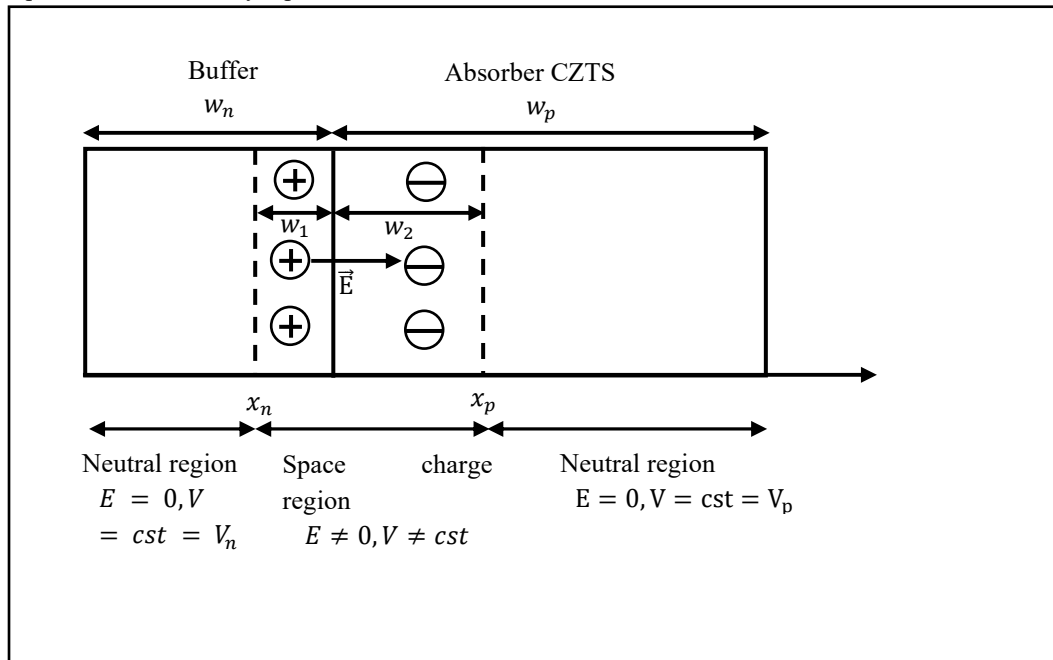 Buffer Absorber CZTS
w_n w_p
+ −
w_1 w_2
+ −
E⃗
+ −
x_n x_p
Neutral region Space charge Neutral region
E = 0, V region E = 0, V = cst = V_p
= cst = V_n E ≠ 0, V ≠ cst